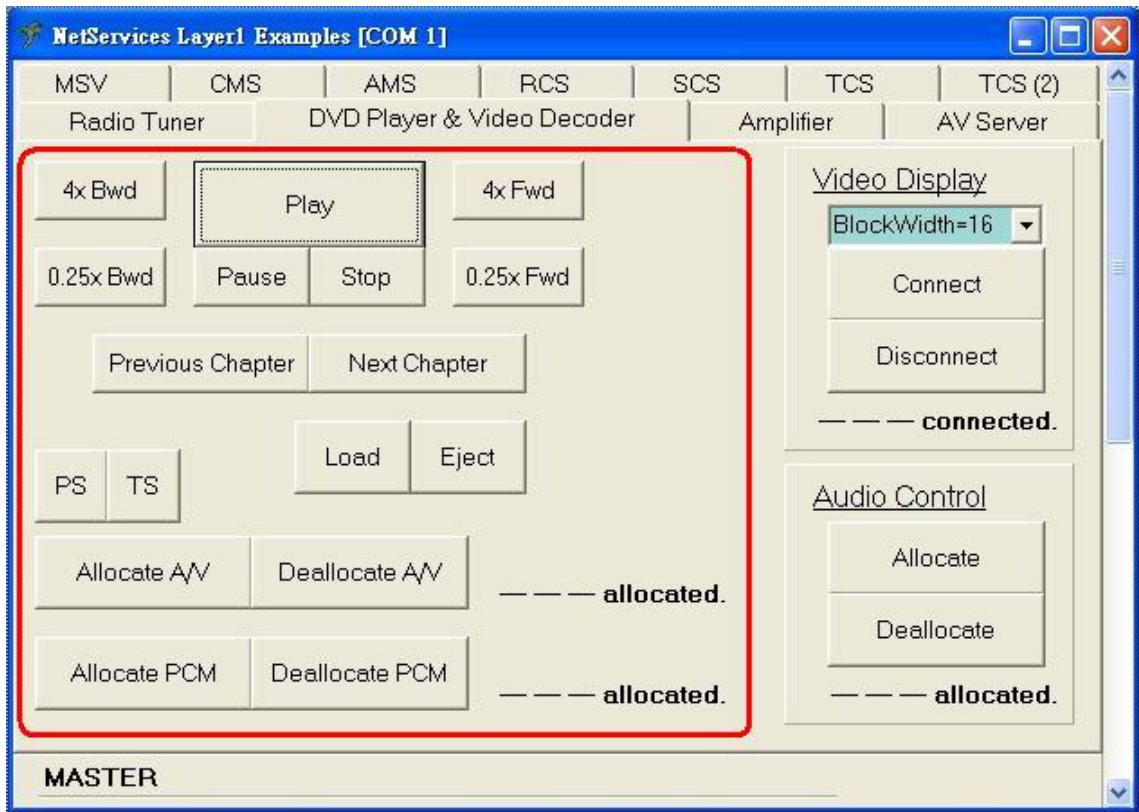 NetServices Layer1 Examples [COM 1]
MSV CMS AMS RCS SCS TCS TCS (2)
Radio Tuner DVD Player & Video Decoder Amplifier AV Server
4x Bwd Play 4x Fwd
0.25x Bwd Pause Stop 0.25x Fwd
Previous Chapter Next Chapter
Load Eject
PS TS
Allocate A/V Deallocate A/V — — — allocated.
Allocate PCM Deallocate PCM — — — allocated.
Video Display
BlockWidth=16
Connect
Disconnect
— — — connected.
Audio Control
Allocate
Deallocate
— — — allocated.
MASTER